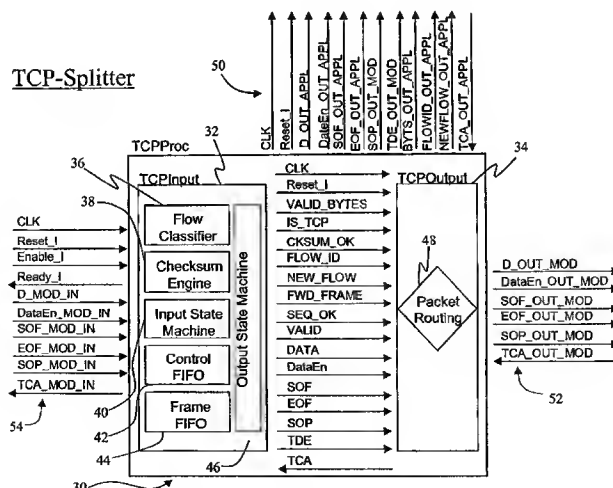 TCP-Splitter
50
CLK
Reset_I
D_OUT_APPL
DateEn_OUT_APPL
SOF_OUT_APPL
EOF_OUT_APPL
SOP_OUT_MOD
TDE_OUT_MOD
BYTS_OUT_APPL
FLOWID_OUT_APPL
NEWFLOW_OUT_APPL
TCA_OUT_APPL
TCPProc
32
34
36
38
TCPInput
TCPOutput
Flow
Classifier
Checksum
Engine
Input State
Machine
Control
FIFO
Frame
FIFO
Output State Machine
40
42
44
46
CLK
Reset_I
Enable_I
Ready_I
D_MOD_IN
DataEn_MOD_IN
SOF_MOD_IN
EOF_MOD_IN
SOP_MOD_IN
TCA_MOD_IN
54
CLK
Reset_I
VALID_BYTES
IS_TCP
CKSUM_OK
FLOW_ID
NEW_FLOW
FWD_FRAME
SEQ_OK
VALID
DATA
DataEn
SOF
EOF
SOP
TDE
TCA
48
Packet
Routing
D_OUT_MOD
DataEn_OUT_MOD
SOF_OUT_MOD
EOF_OUT_MOD
SOP_OUT_MOD
TCA_OUT_MOD
52
30